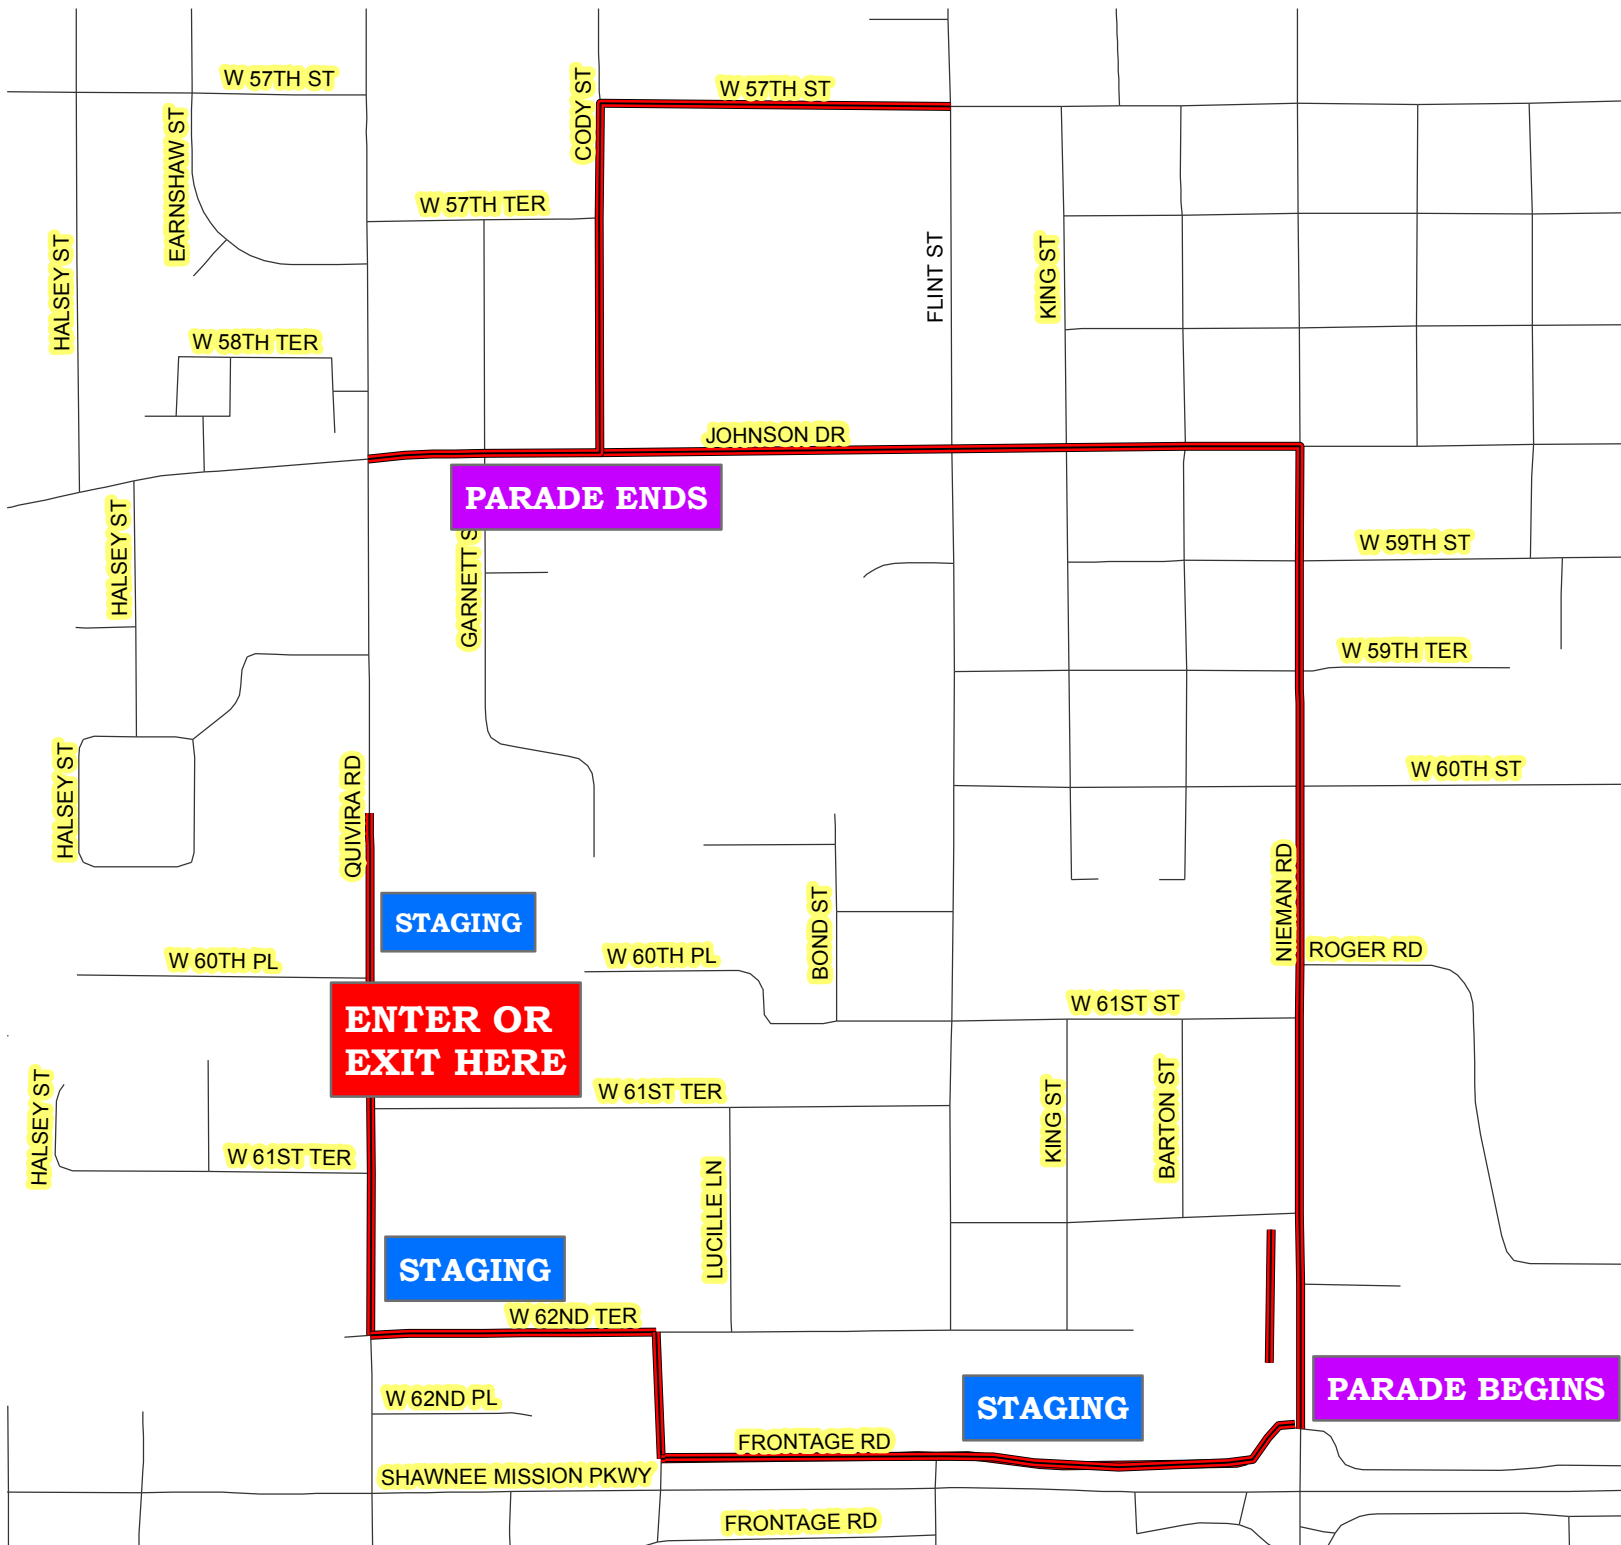 W 57TH ST
W 57TH ST
CODY ST
EARNSHAW ST
W 57TH TER
HALSEY ST
FLINT ST
KING ST
W 58TH TER
JOHNSON DR
PARADE ENDS
HALSEY ST
GARNETT S
W 59TH ST
W 59TH TER
HALSEY ST
QUIVIRA RD
W 60TH ST
NIEMAN RD
STAGING
BOND ST
W 60TH PL
W 60TH PL
ROGER RD
ENTER OR
EXIT HERE
W 61ST ST
HALSEY ST
W 61ST TER
KING ST
BARTON ST
W 61ST TER
LUCILLE LN
STAGING
W 62ND TER
W 62ND PL
STAGING
PARADE BEGINS
FRONTAGE RD
SHAWNEE MISSION PKWY
FRONTAGE RD